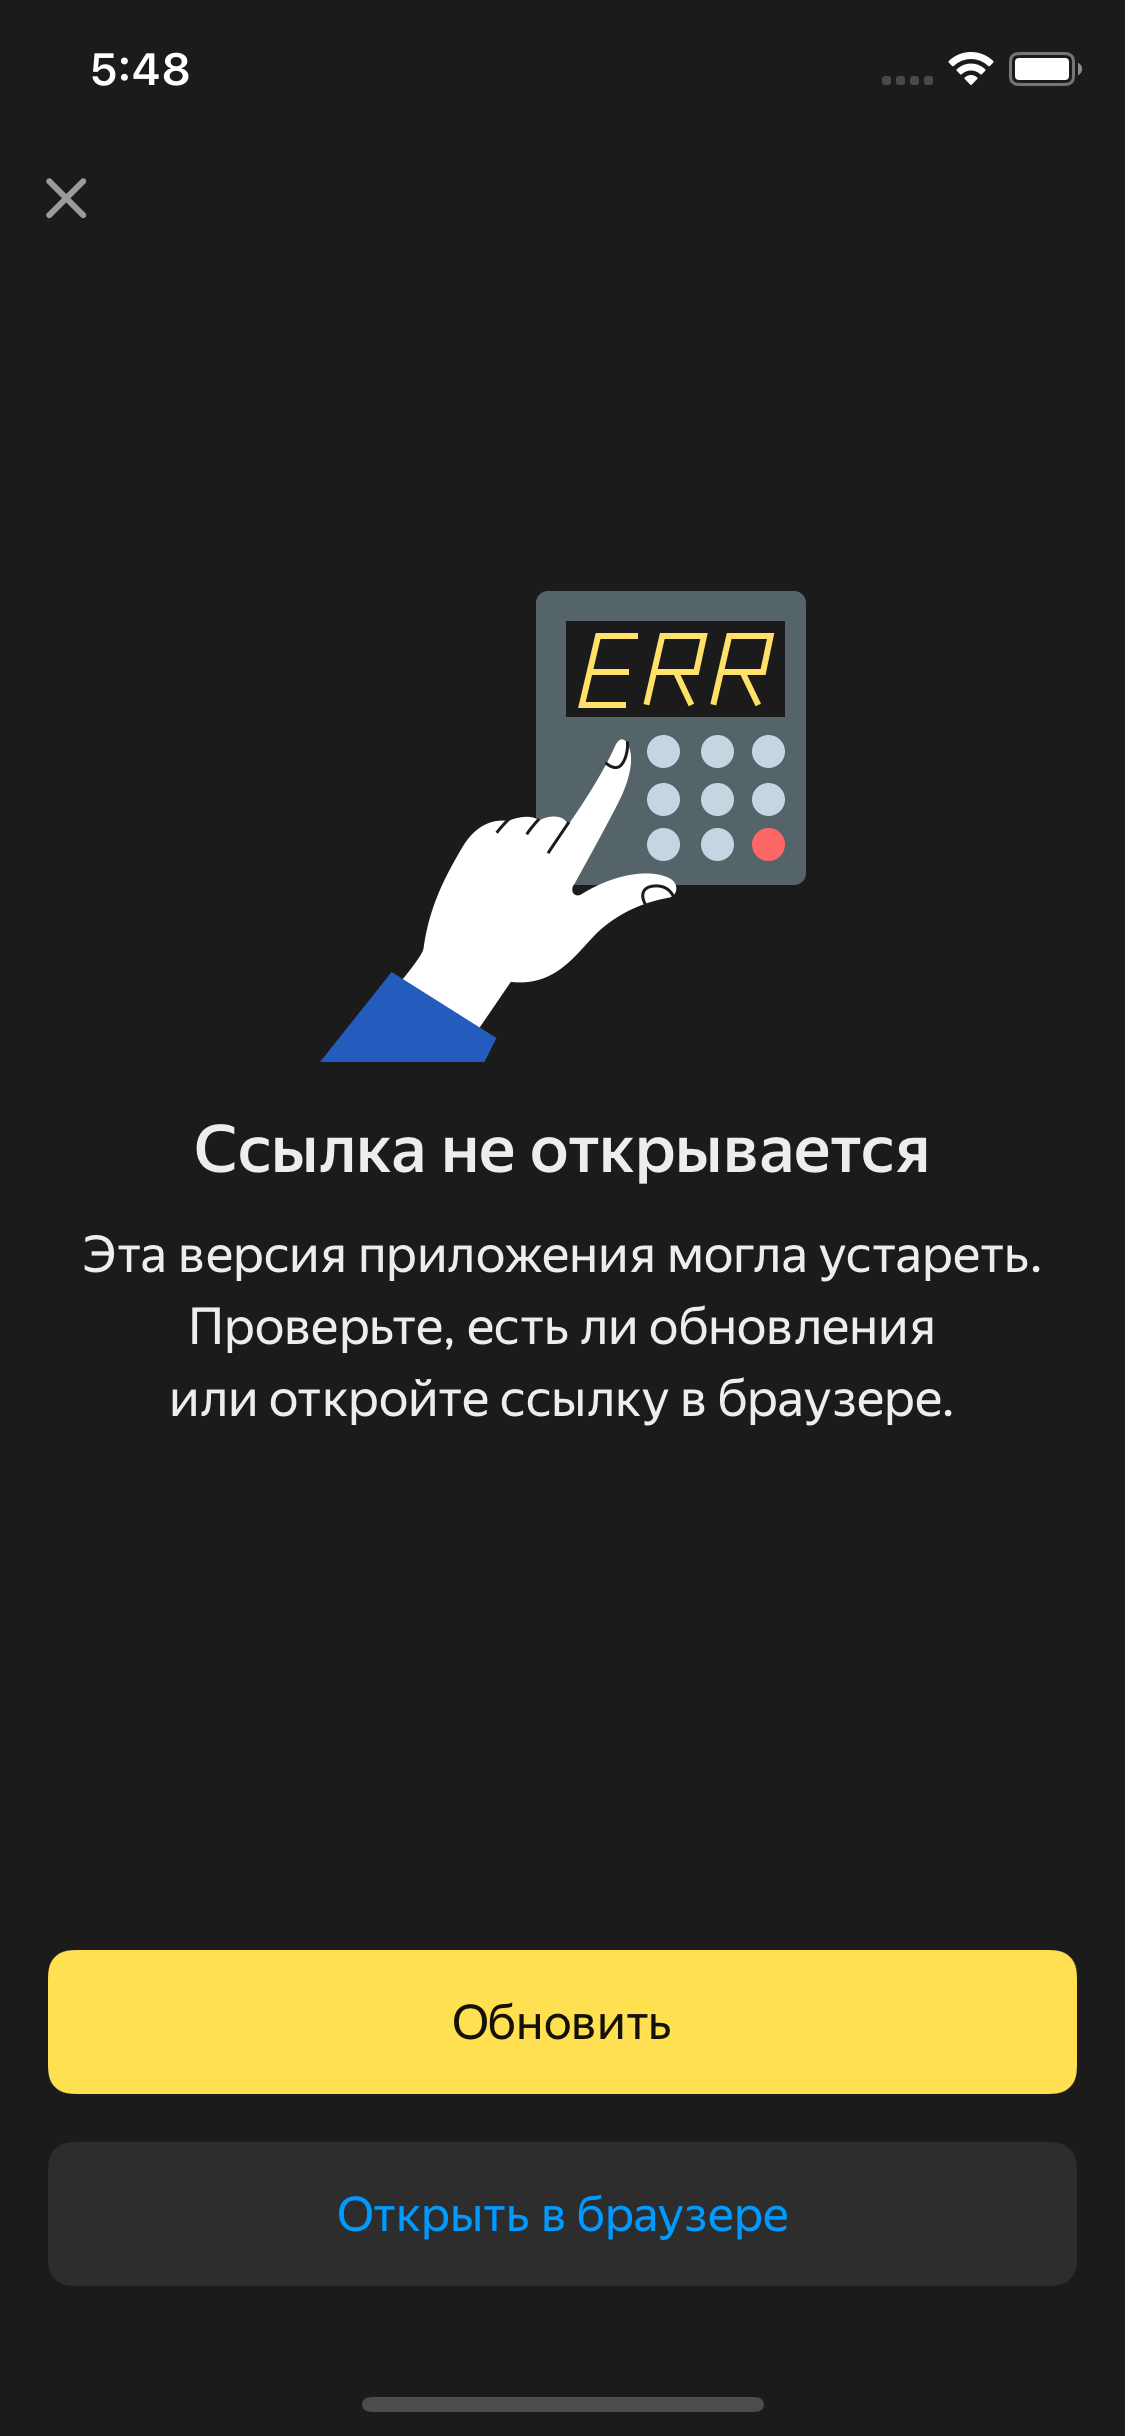 5:48
ERR
Ссылка не открывается
Эта версия приложения могла устареть.
Проверьте, есть ли обновления
или откройте ссылку в браузере.
Обновить
Открыть в браузере